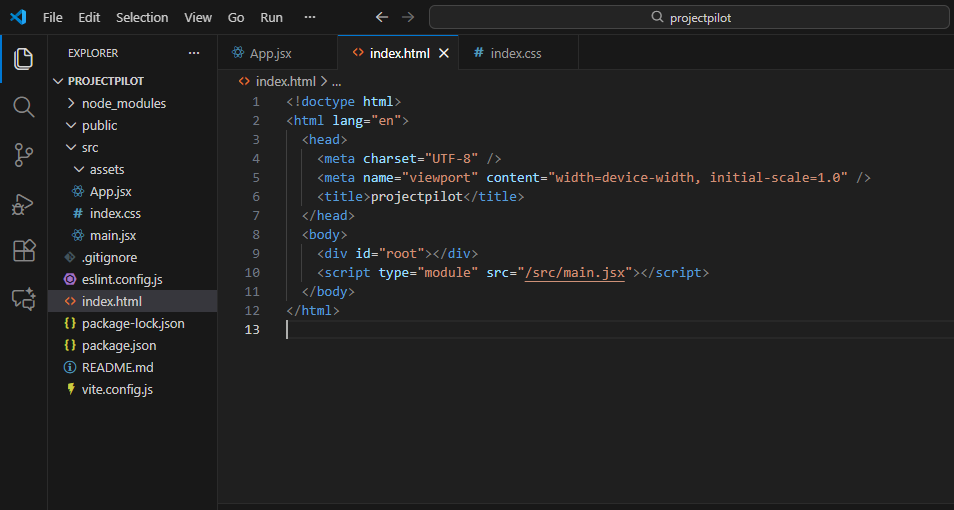 File Edit Selection View Go Run ···
projectpilot
EXPLORER ···
PROJECTPILOT
node_modules
public
src
assets
App.jsx
index.css
main.jsx
.gitignore
eslint.config.js
index.html
package-lock.json
package.json
README.md
vite.config.js
App.jsx index.html index.css
index.html > ...
1 <!doctype html>
2 <html lang="en">
3   <head>
4     <meta charset="UTF-8" />
5     <meta name="viewport" content="width=device-width, initial-scale=1.0" />
6     <title>projectpilot</title>
7   </head>
8   <body>
9     <div id="root"></div>
10     <script type="module" src="/src/main.jsx"></script>
11   </body>
12 </html>
13